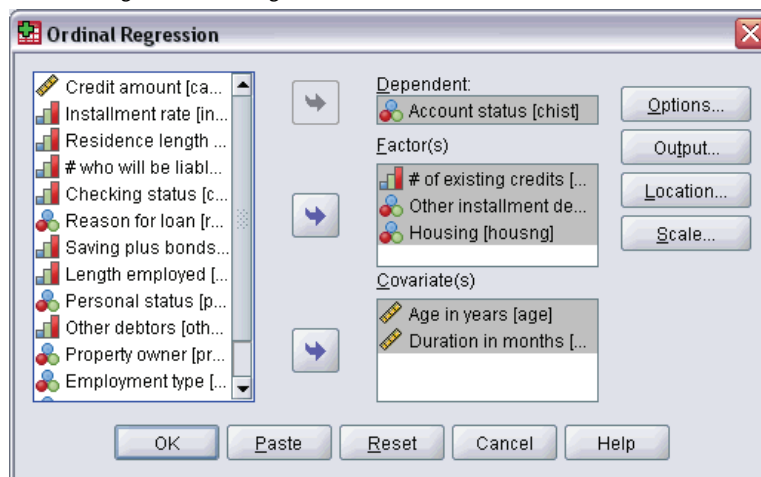 Ordinal Regression
Credit amount [ca...
Installment rate [in...
Residence length ...
# who will be liabl...
Checking status [c...
Reason for loan [r...
Saving plus bonds...
Length employed [...
Personal status [p...
Other debtors [oth...
Property owner [pr...
Employment type [...
Dependent:
Account status [chist]
Factor(s)
# of existing credits [...
Other installment de...
Housing [housng]
Covariate(s)
Age in years [age]
Duration in months [...
Options...
Output...
Location...
Scale...
OK
Paste
Reset
Cancel
Help